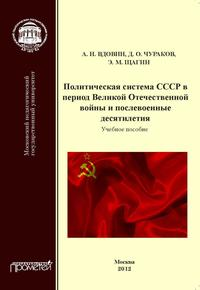 Московский педагогический
государственный университет
А. И. ВДОВИН, Д. О. ЧУРАКОВ,
Э. М. ЩАГИН
Политическая система СССР в
период Великой Отечественной
войны и послевоенные
десятилетия
Учебное пособие
Москва
2012
Прометей